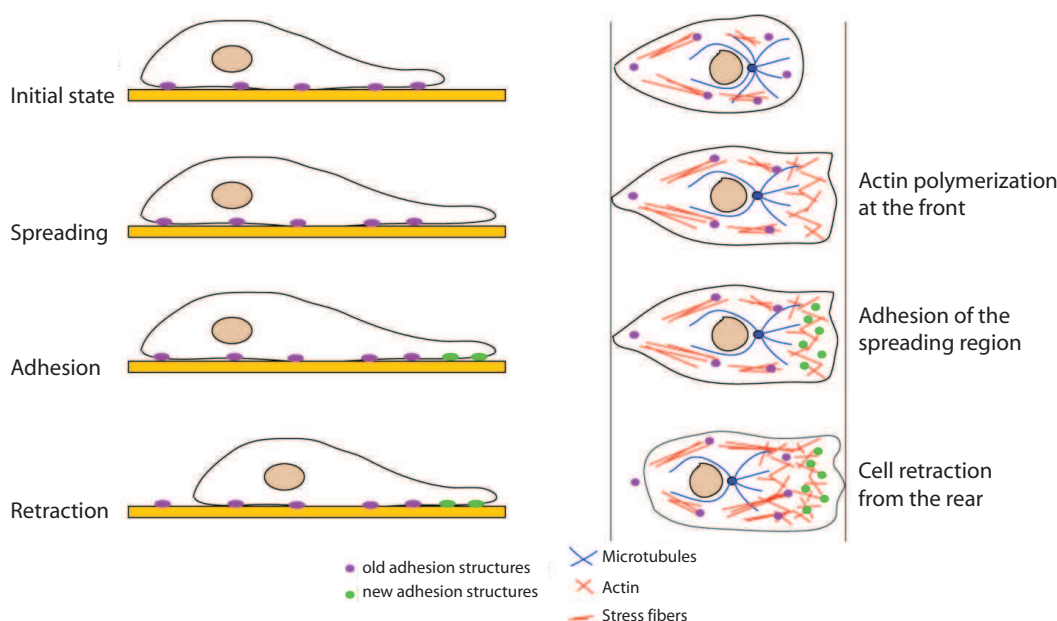 Initial state
Spreading
Actin polymerization
at the front
Adhesion
Adhesion of the
spreading region
Retraction
Cell retraction
from the rear
old adhesion structures
new adhesion structures
Microtubules
Actin
Stress fibers